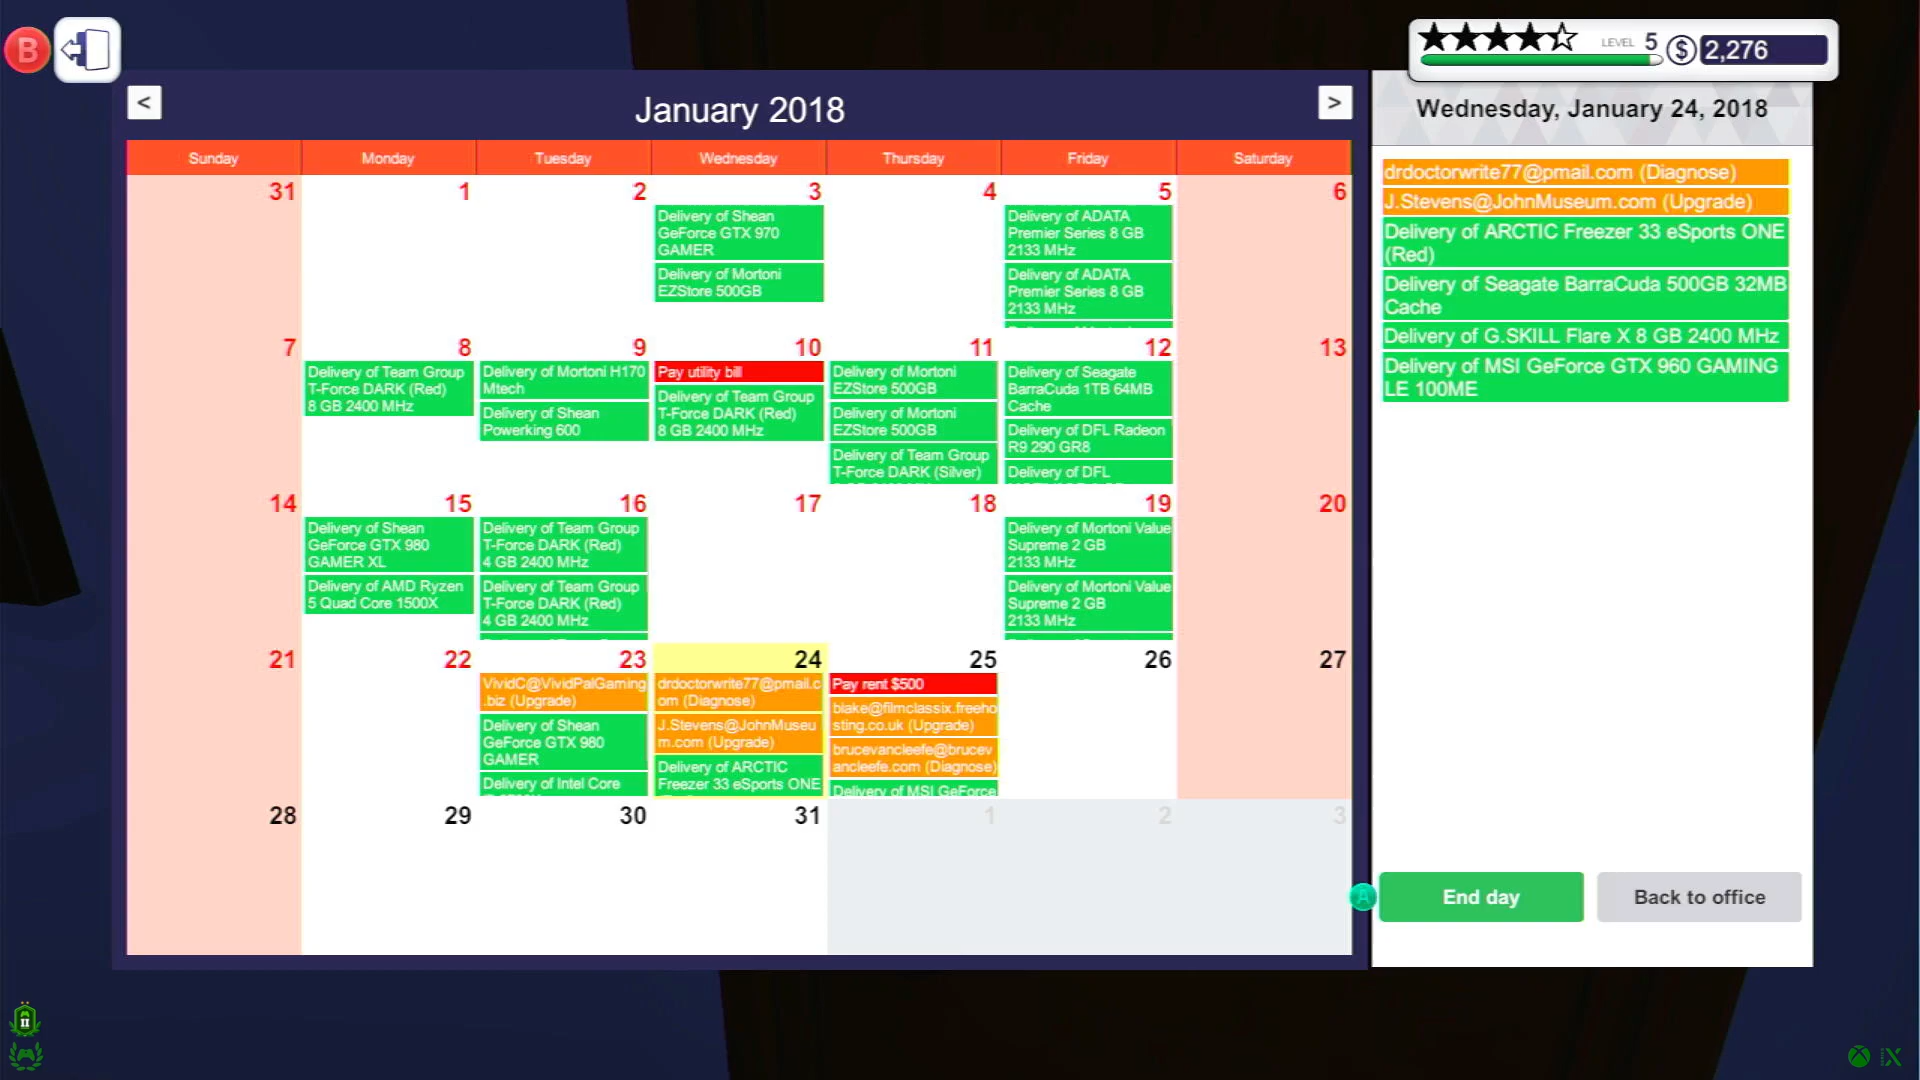 B
LEVEL 5
$ 2,276
<
January 2018
>
Wednesday, January 24, 2018
Sunday
Monday
Tuesday
Wednesday
Thursday
Friday
Saturday
31
1
2
3
Delivery of Shean
GeForce GTX 970
GAMER
Delivery of Mortoni
EZStore 500GB
4
5
Delivery of ADATA
Premier Series 8 GB
2133 MHz
Delivery of ADATA
Premier Series 8 GB
2133 MHz
6
7
8
Delivery of Team Group
T-Force DARK (Red)
8 GB 2400 MHz
9
Delivery of Mortoni H170
Mtech
Delivery of Shean
Powerking 600
10
Pay utility bill
Delivery of Team Group
T-Force DARK (Red)
8 GB 2400 MHz
11
Delivery of Mortoni
EZStore 500GB
Delivery of Mortoni
EZStore 500GB
Delivery of Team Group
T-Force DARK (Silver)
12
Delivery of Seagate
BarraCuda 1TB 64MB
Cache
Delivery of DFL Radeon
R9 290 GR8
Delivery of DFL
13
14
15
Delivery of Shean
GeForce GTX 980
GAMER XL
Delivery of AMD Ryzen
5 Quad Core 1500X
16
Delivery of Team Group
T-Force DARK (Red)
4 GB 2400 MHz
Delivery of Team Group
T-Force DARK (Red)
4 GB 2400 MHz
17
18
19
Delivery of Mortoni Value
Supreme 2 GB
2133 MHz
Delivery of Mortoni Value
Supreme 2 GB
2133 MHz
20
21
22
23
VividC@VividPalGaming
.biz (Upgrade)
Delivery of Shean
GeForce GTX 980
GAMER
Delivery of Intel Core
24
drdoctorwrite77@pmail.c
om (Diagnose)
J.Stevens@JohnMuseu
m.com (Upgrade)
Delivery of ARCTIC
Freezer 33 eSports ONE
25
Pay rent $500
blake@filmclassix.freeho
sting.co.uk (Upgrade)
brucevancleefe@brucev
ancleefe.com (Diagnose)
Delivery of MSI GeForce
26
27
28
29
30
31
1
2
3
drdoctorwrite77@pmail.com (Diagnose)
J.Stevens@JohnMuseum.com (Upgrade)
Delivery of ARCTIC Freezer 33 eSports ONE
(Red)
Delivery of Seagate BarraCuda 500GB 32MB
Cache
Delivery of G.SKILL Flare X 8 GB 2400 MHz
Delivery of MSI GeForce GTX 960 GAMING
LE 100ME
A
End day
Back to office
II